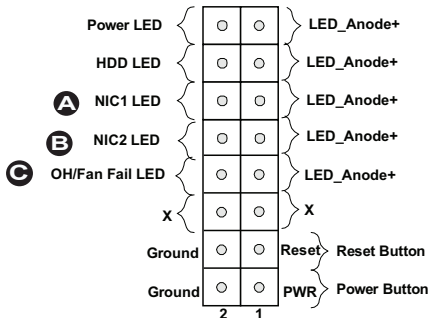 Power LED LED_Anode+
HDD LED LED_Anode+
A NIC1 LED LED_Anode+
B NIC2 LED LED_Anode+
C OH/Fan Fail LED LED_Anode+
X X
Ground Reset Reset Button
Ground PWR Power Button
2 1